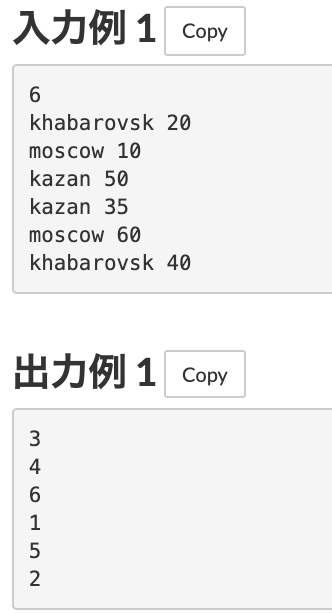 入力例 1 Copy
6
khabarovsk 20
moscow 10
kazan 50
kazan 35
moscow 60
khabarovsk 40
出力例 1 Copy
3
4
6
1
5
2